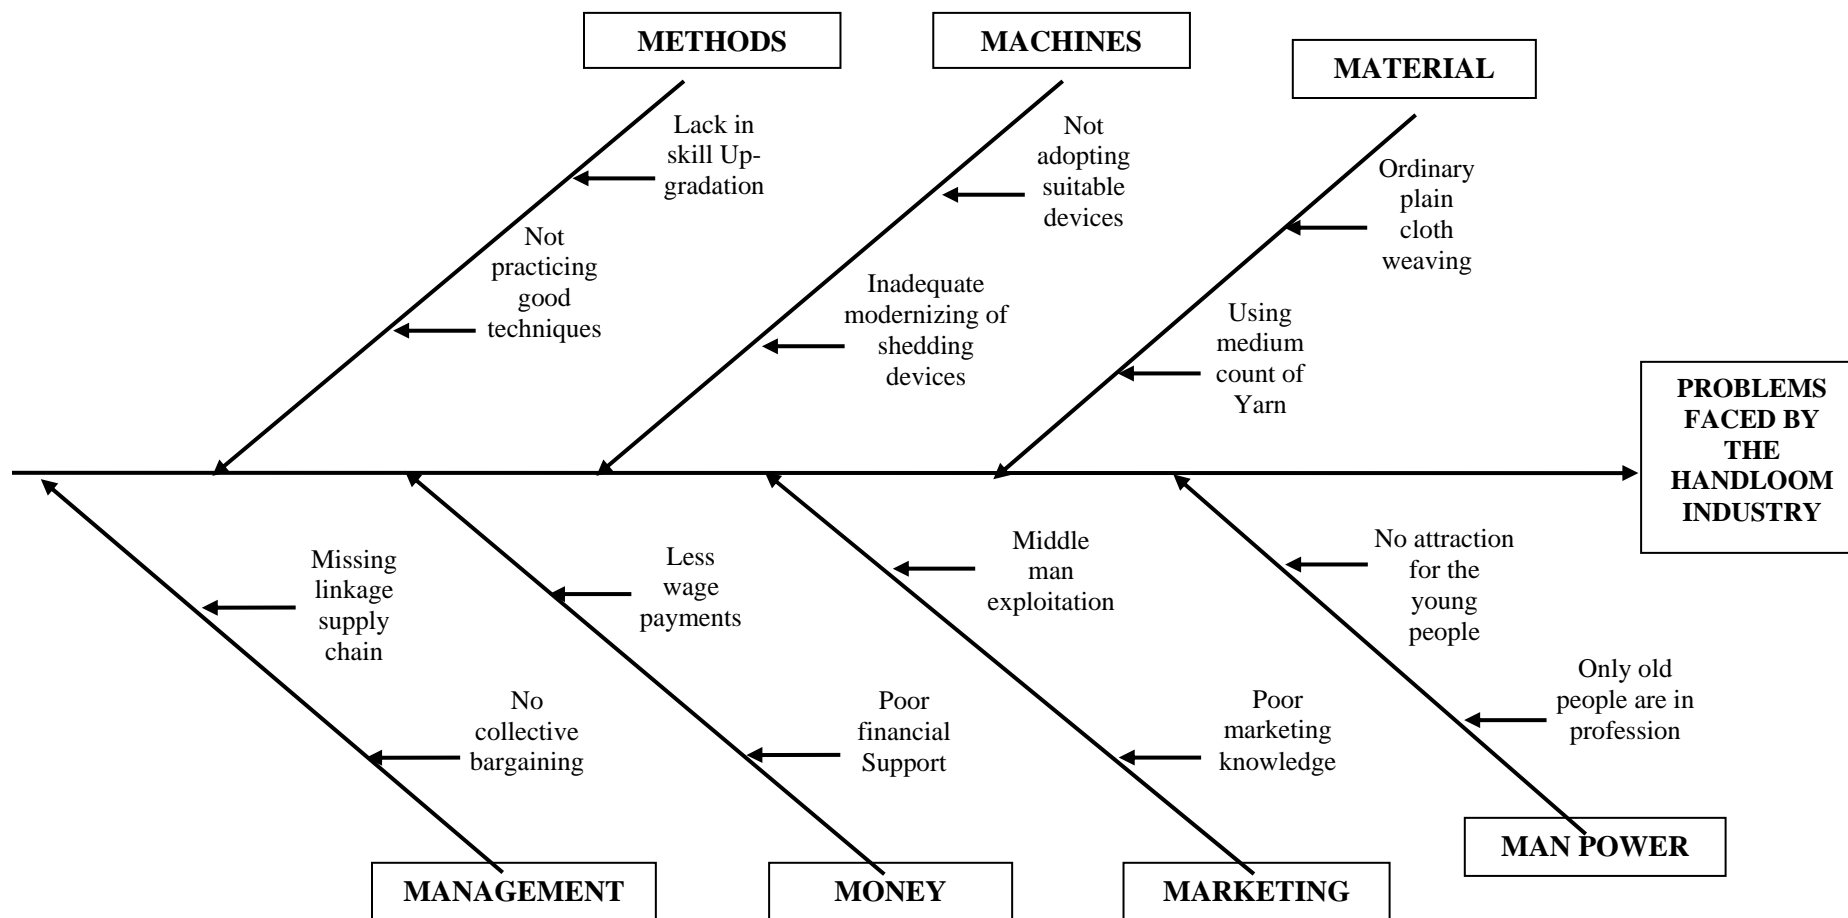 METHODS
MACHINES
MATERIAL
Lack in
skill Up-
gradation
Not
practicing
good
techniques
Not
adopting
suitable
devices
Inadequate
modernizing of
shedding
devices
Ordinary
plain
cloth
weaving
Using
medium
count of
Yarn
PROBLEMS
FACED BY
THE
HANDLOOM
INDUSTRY
Missing
linkage
supply
chain
No
collective
bargaining
Less
wage
payments
Poor
financial
Support
Middle
man
exploitation
Poor
marketing
knowledge
No attraction
for the
young
people
Only old
people are in
profession
MANAGEMENT
MONEY
MARKETING
MAN POWER